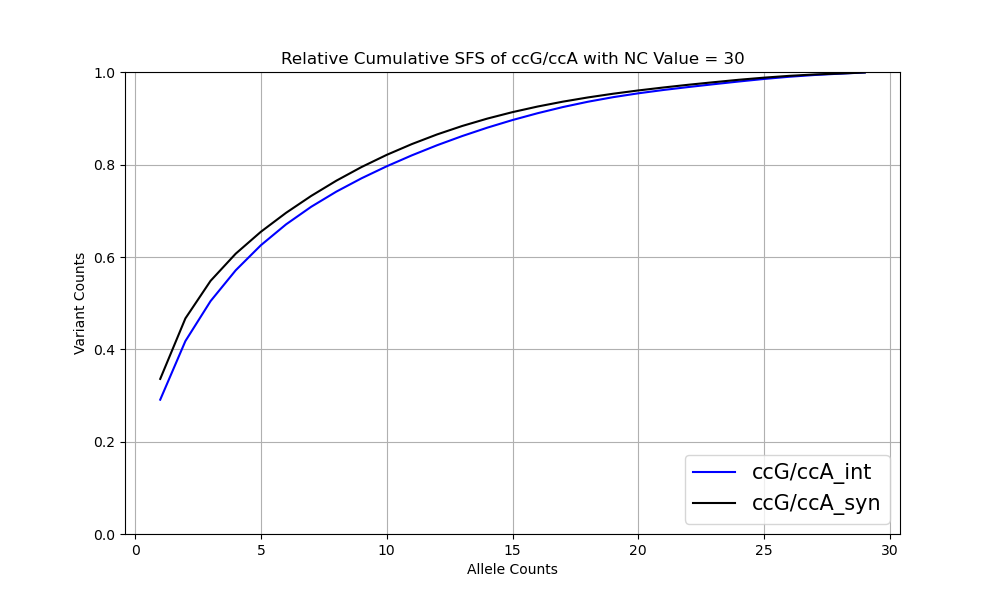 Relative Cumulative SFS of ccG/ccA with NC Value = 30
1.0
0.8
0.6
0.4
0.2
0.0
Variant Counts
0 5 10 15 20 25 30
Allele Counts
ccG/ccA_int
ccG/ccA_syn